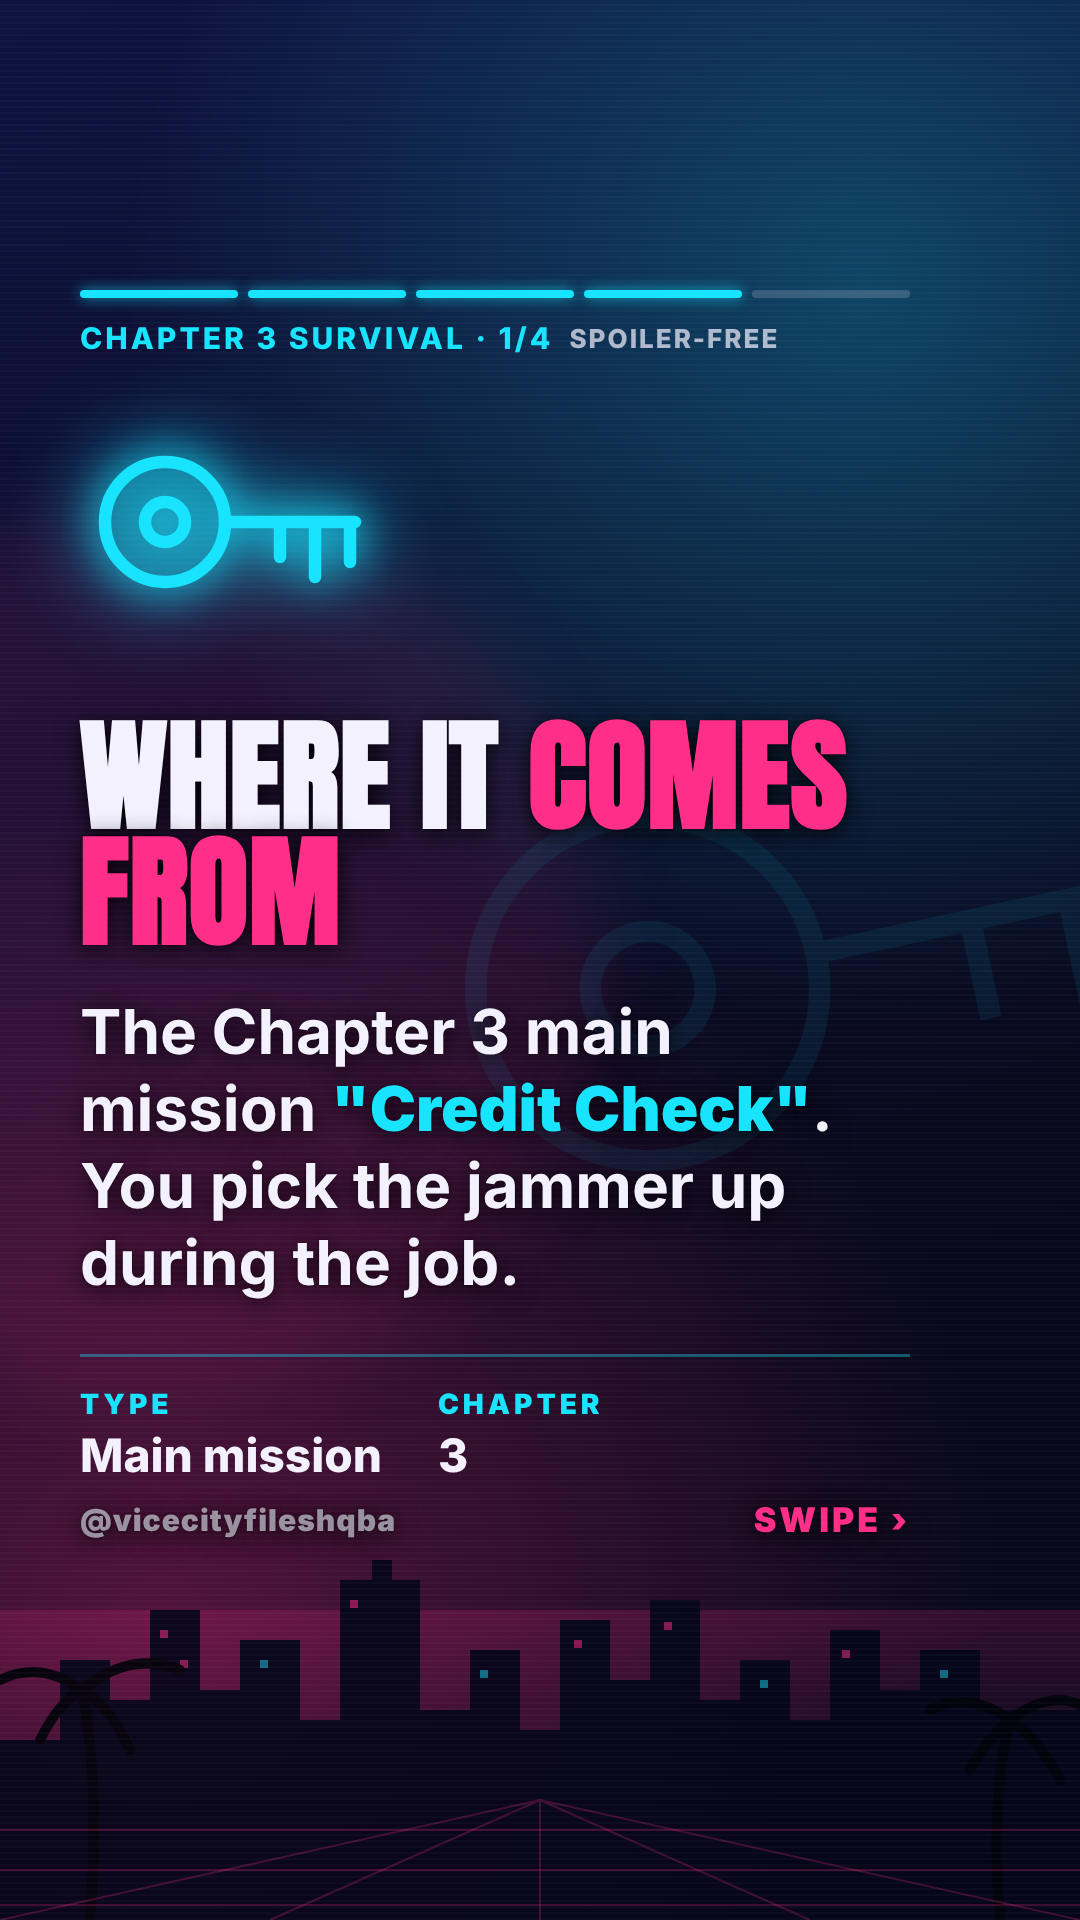 CHAPTER 3 SURVIVAL · 1/4 SPOILER-FREE
WHERE IT COMES
FROM
The Chapter 3 main
mission "Credit Check".
You pick the jammer up
during the job.
TYPE CHAPTER
Main mission 3
@vicecityfileshqba SWIPE ›